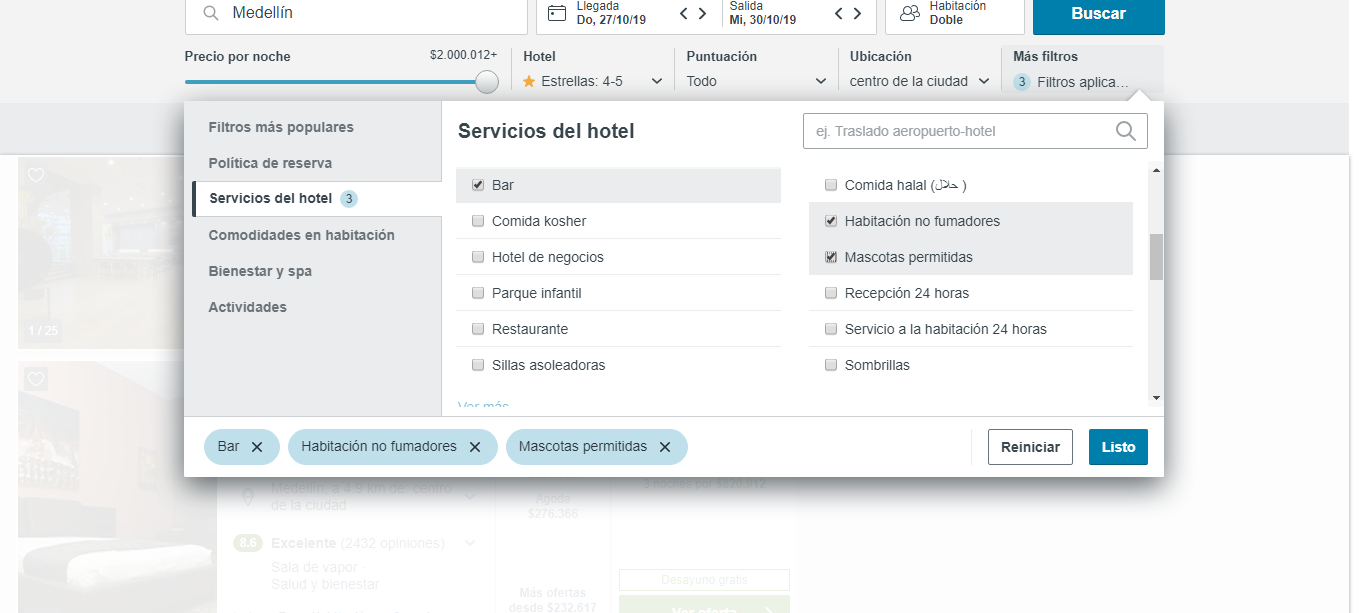 Medellín
Llegada
Do, 27/10/19
Salida
Mi, 30/10/19
Habitación
Doble
Buscar
Precio por noche
$2.000.012+
Hotel
Estrellas: 4-5
Puntuación
Todo
Ubicación
centro de la ciudad
Más filtros
3 Filtros aplica...
Filtros más populares
Política de reserva
Servicios del hotel 3
Comodidades en habitación
Bienestar y spa
Actividades
Servicios del hotel
ej. Traslado aeropuerto-hotel
Bar
Comida kosher
Hotel de negocios
Parque infantil
Restaurante
Sillas asoleadoras
Ver más
Comida halal (حلال)
Habitación no fumadores
Mascotas permitidas
Recepción 24 horas
Servicio a la habitación 24 horas
Sombrillas
Bar
Habitación no fumadores
Mascotas permitidas
Reiniciar
Listo
1 / 25
Medellín: a 4.9 km de: centro
de la ciudad
8.6 Excelente (2432 opiniones)
Sala de vapor ·
Salud y bienestar
Agoda
$276.366
Más ofertas
desde $232.617
3 noches por $820.912
Desayuno gratis
Ver oferta